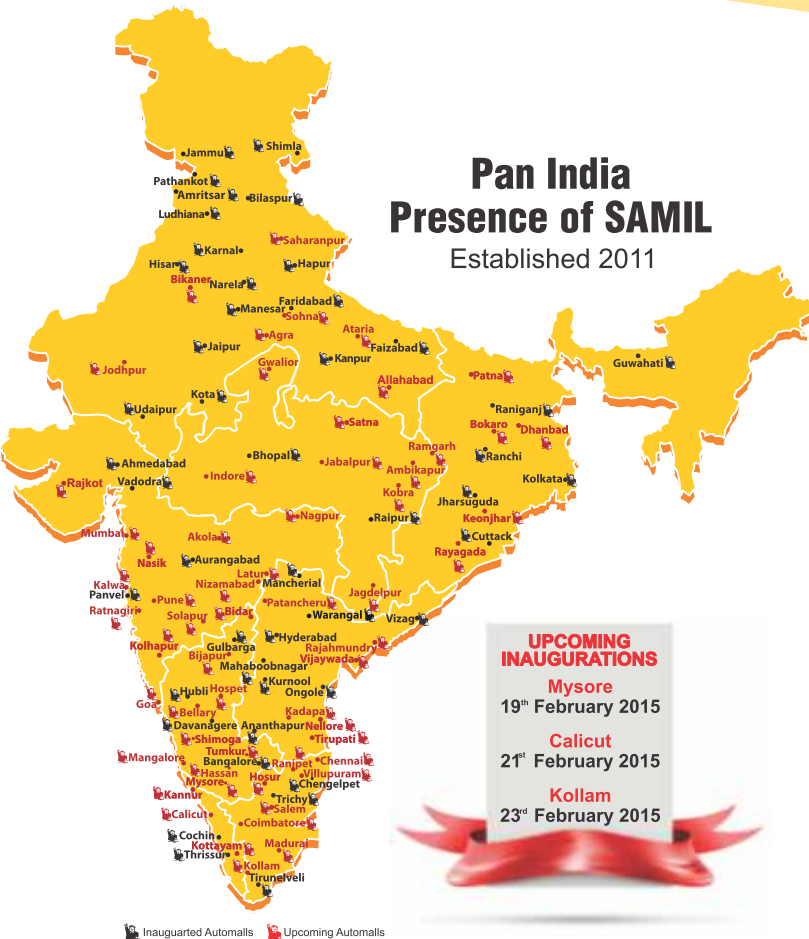 Pan India
Presence of SAMIL
Established 2011
Jammu
Shimla
Pathankot
Amritsar
Bilaspur
Ludhiana
Saharanpur
Karnal
Hisar
Hapur
Bikaner
Narela
Faridabad
Manesar
Sohna
Ataria
Agra
Faizabad
Jaipur
Kanpur
Guwahati
Gwalior
Jodhpur
Allahabad
Patna
Kota
Raniganj
Udaipur
Satna
Bokaro
Dhanbad
Ramgarh
Bhopal
Ranchi
Jabalpur
Ahmedabad
Ambikapur
Indore
Kolkata
Vadodra
Rajkot
Kobra
Jharsuguda
Nagpur
Raipur
Keonjhar
Mumbai
Akola
Cuttack
Rayagada
Nasik
Aurangabad
Latur
Kalwa
Nizamabad
Mancherial
Panvel
Jagdelpur
Pune
Patancheru
Ratnagiri
Solapur
Bidar
Warangal
Vizag
Hyderabad
Kolhapur
Gulbarga
Rajahmundry
Bijapur
Vijaywada
Mahaboobnagar
Kurnool
Hubli
Hospet
Ongole
Goa
Bellary
Kadapa
Davanagere
Ananthapur
Nellore
Shimoga
Tirupati
Tumkur
Mangalore
Bangalore
Ranjpet
Chennai
Hassan
Hosur
Villupuram
Mysore
Chengelpet
Kannur
Trichy
Salem
Calicut
Coimbatore
Cochin
Kottayam
Madurai
Thrissur
Kollam
Tirunelveli
UPCOMING
INAUGURATIONS
Mysore
19th February 2015
Calicut
21st February 2015
Kollam
23rd February 2015
Inauguarted Automalls
Upcoming Automalls